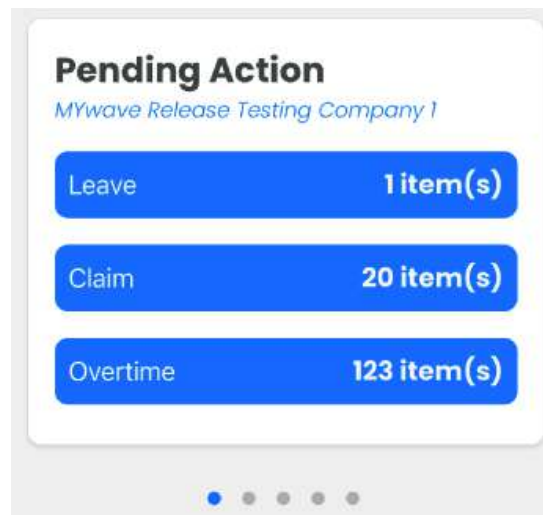 Pending Action
MYwave Release Testing Company 1
Leave 1 item(s)
Claim 20 item(s)
Overtime 123 item(s)